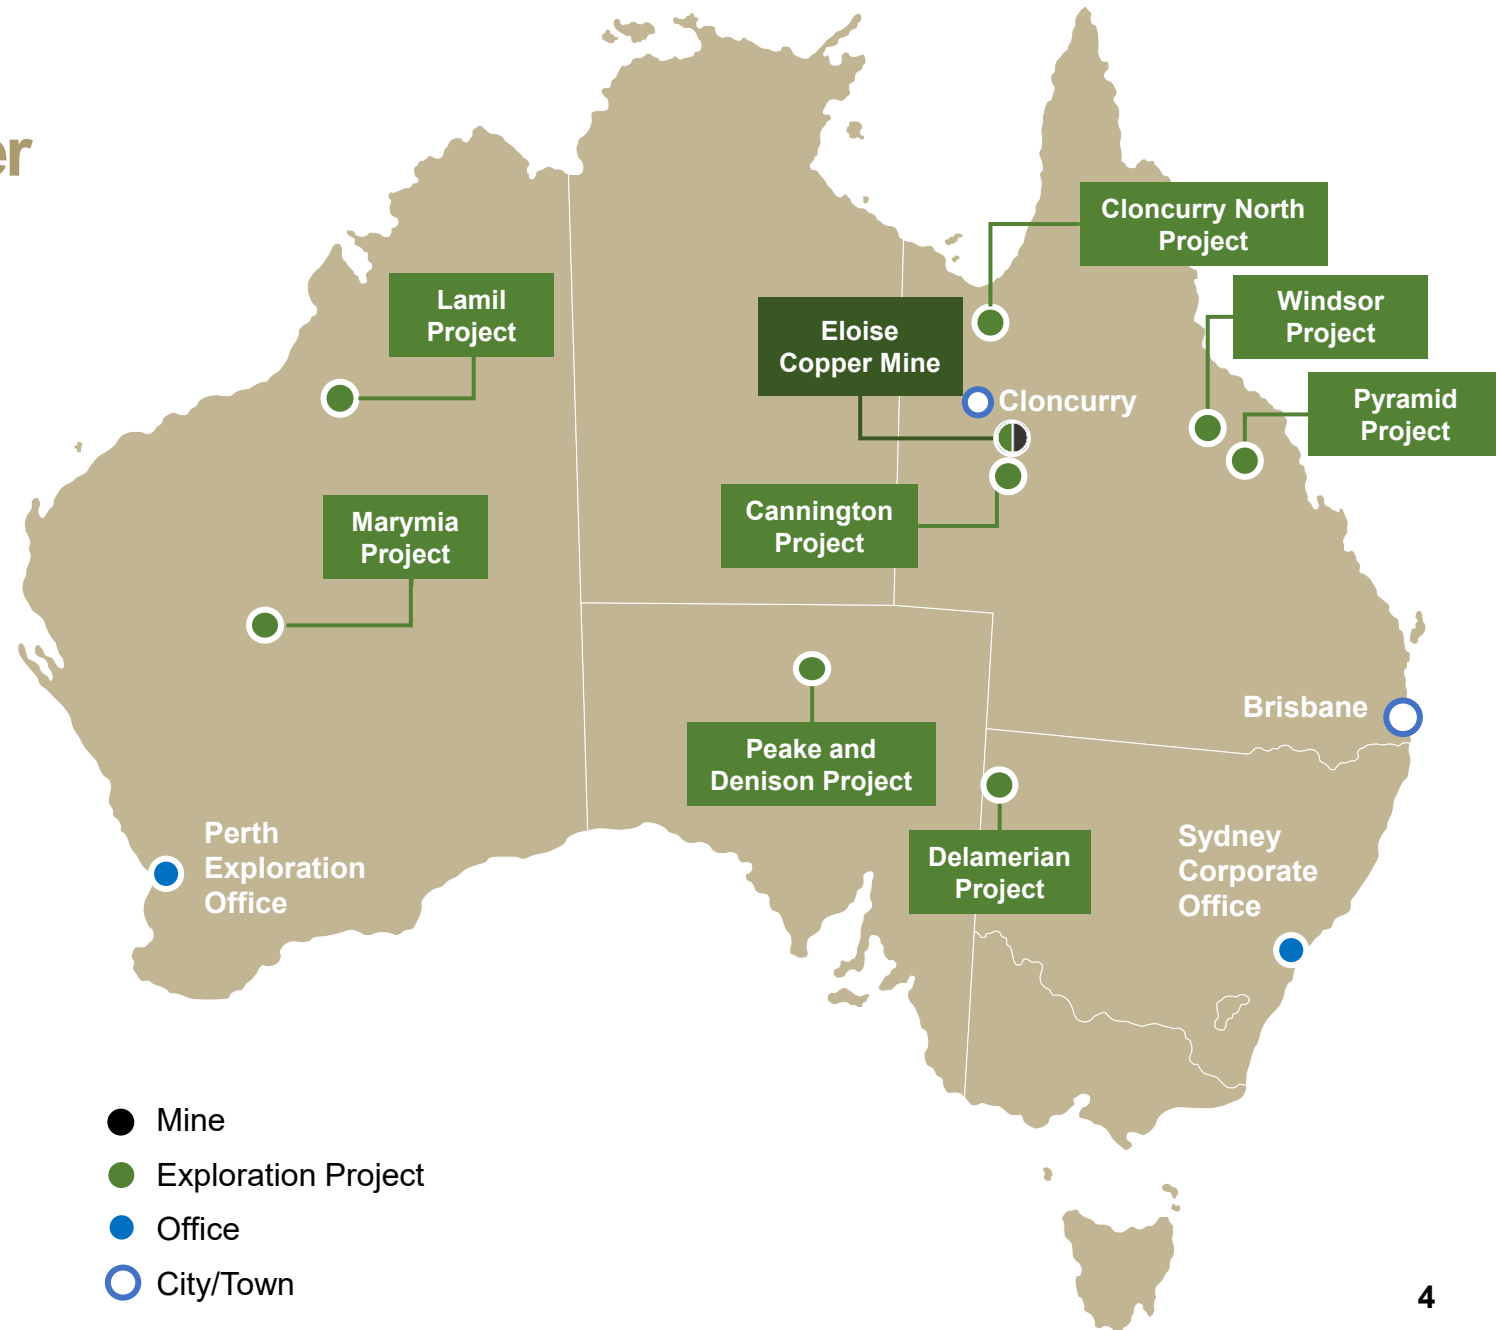 er
Cloncurry North
Project
Lamil
Project
Windsor
Project
Eloise
Copper Mine
Cloncurry
Pyramid
Project
Marymia
Project
Cannington
Project
Brisbane
Peake and
Denison Project
Perth
Exploration
Office
Delamerian
Project
Sydney
Corporate
Office
Mine
Exploration Project
Office
City/Town
4